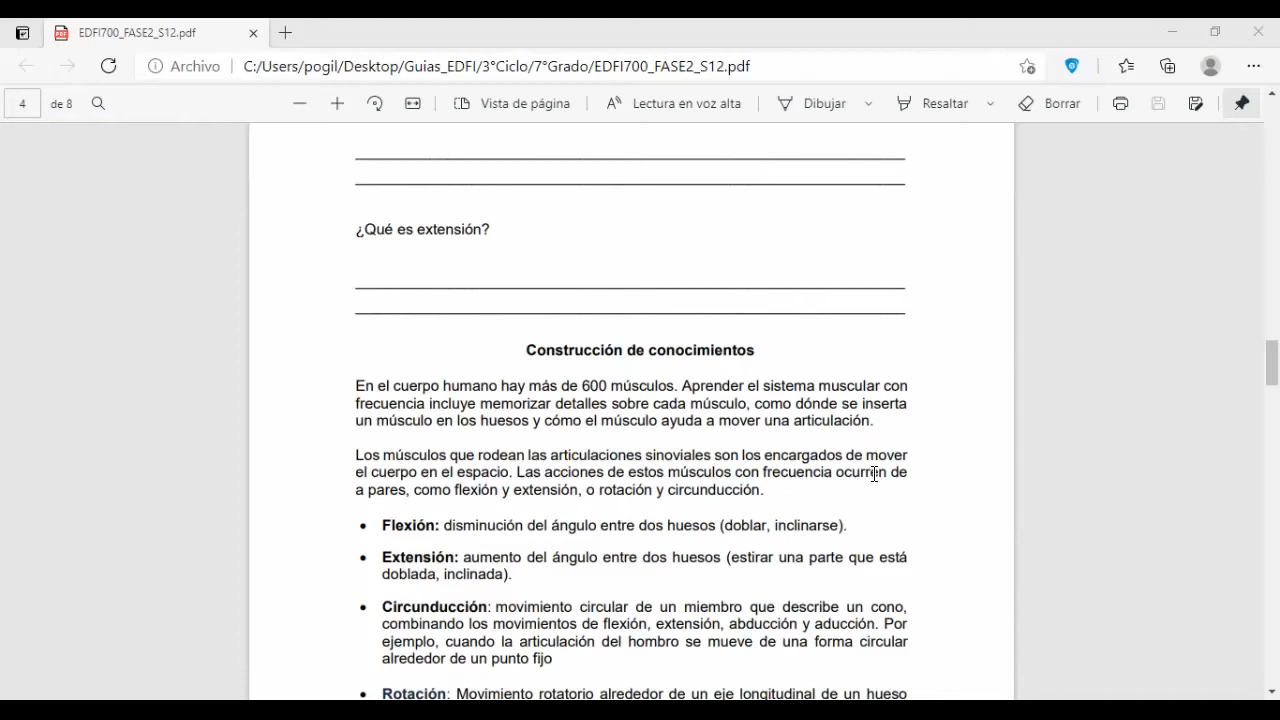 EDFI700_FASE2_S12.pdf
Archivo C:/Users/pogil/Desktop/Guias_EDFI/3°Ciclo/7°Grado/EDFI700_FASE2_S12.pdf
4 de 8 Vista de página Lectura en voz alta Dibujar Resaltar Borrar
¿Qué es extensión?
Construcción de conocimientos
En el cuerpo humano hay más de 600 músculos. Aprender el sistema muscular con
frecuencia incluye memorizar detalles sobre cada músculo, como dónde se inserta
un músculo en los huesos y cómo el músculo ayuda a mover una articulación.
Los músculos que rodean las articulaciones sinoviales son los encargados de mover
el cuerpo en el espacio. Las acciones de estos músculos con frecuencia ocurren de
a pares, como flexión y extensión, o rotación y circunducción.
• Flexión: disminución del ángulo entre dos huesos (doblar, inclinarse).
• Extensión: aumento del ángulo entre dos huesos (estirar una parte que está
doblada, inclinada).
• Circunducción: movimiento circular de un miembro que describe un cono,
combinando los movimientos de flexión, extensión, abducción y aducción. Por
ejemplo, cuando la articulación del hombro se mueve de una forma circular
alrededor de un punto fijo
• Rotación: Movimiento rotatorio alrededor de un eje longitudinal de un hueso